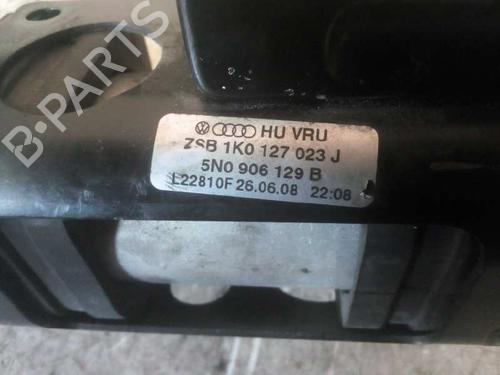 B-PARTS
HU VRU
ZSB 1K0 127 023 J
5N0 906 129 B
L22810F 26.06.08 22:08